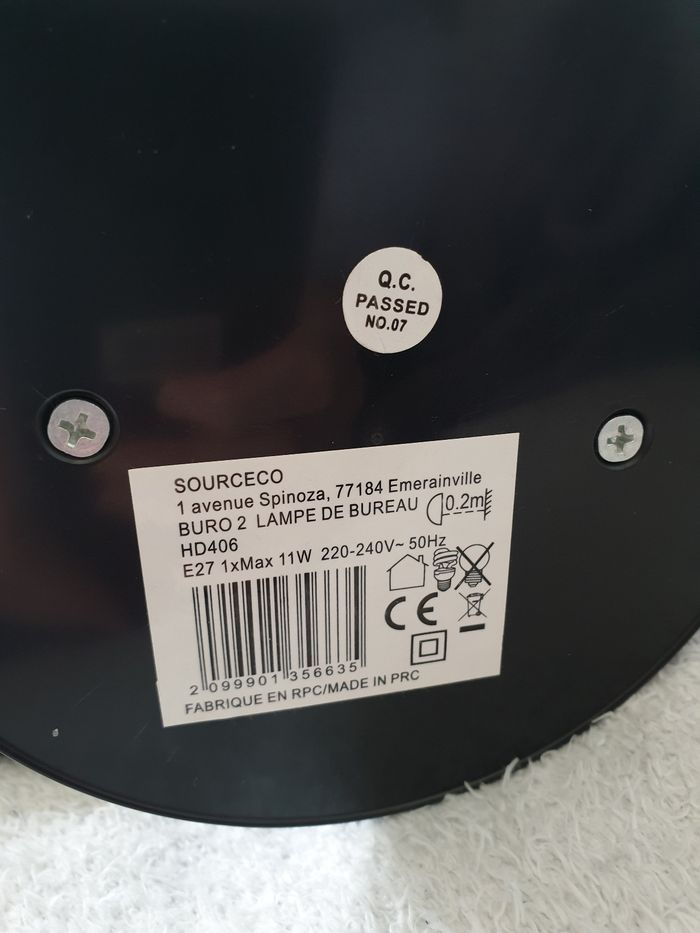 Q.C.
PASSED
NO.07
SOURCECO
1 avenue Spinoza, 77184 Emerainville
BURO 2 LAMPE DE BUREAU 0.2m
HD406
E27 1xMax 11W 220-240V~ 50Hz
CE
2 099901 356635
FABRIQUE EN RPC/MADE IN PRC